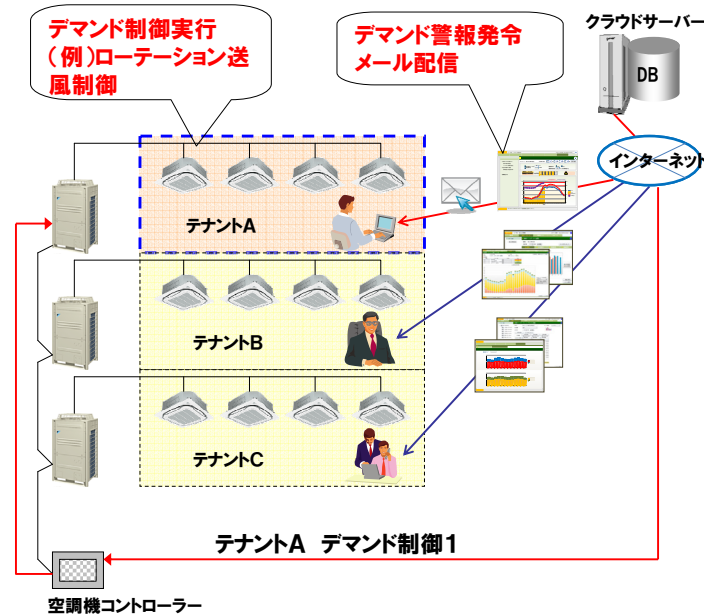 デマンド制御実行
（例）ローテーション送
風制御
デマンド警報発令
メール配信
クラウドサーバー
DB
インターネット
テナントA
テナントB
テナントC
テナントA　デマンド制御1
空調機コントローラー